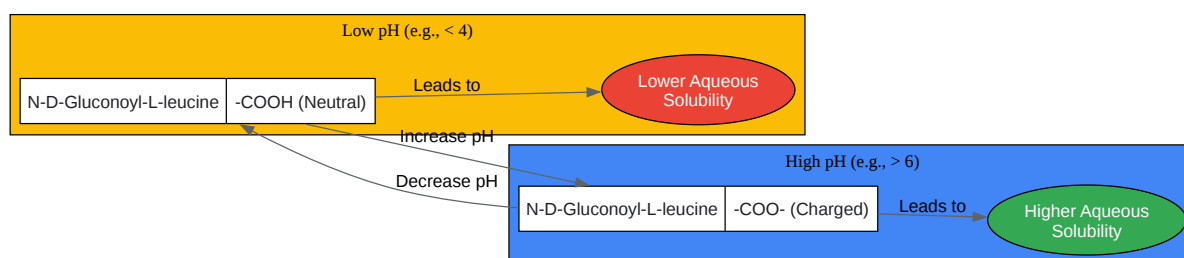 Low pH (e.g., < 4)
N-D-Gluconoyl-L-leucine
-COOH (Neutral)
Leads to
Lower Aqueous
Solubility
Increase pH
Decrease pH
High pH (e.g., > 6)
N-D-Gluconoyl-L-leucine
-COO- (Charged)
Leads to
Higher Aqueous
Solubility